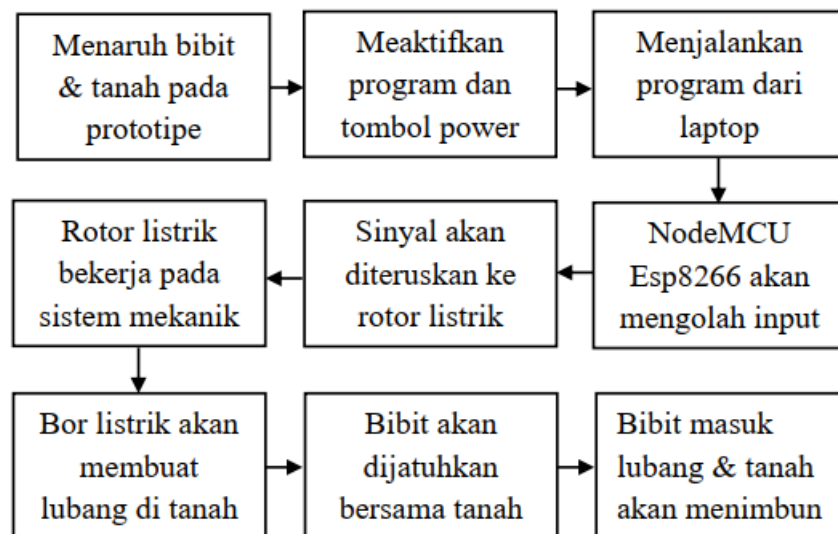 Menaruh bibit
& tanah pada
prototipe
Meaktifkan
program dan
tombol power
Menjalankan
program dari
laptop
NodeMCU
Esp8266 akan
mengolah input
Sinyal akan
diteruskan ke
rotor listrik
Rotor listrik
bekerja pada
sistem mekanik
Bor listrik akan
membuat
lubang di tanah
Bibit akan
dijatuhkan
bersama tanah
Bibit masuk
lubang & tanah
akan menimbun